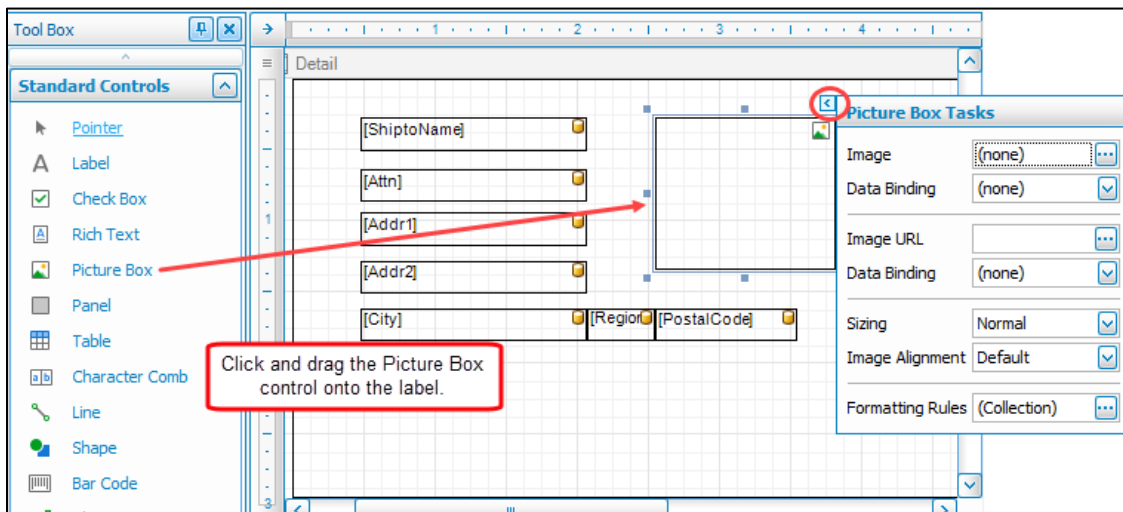 Tool Box
Standard Controls
Pointer
Label
Check Box
Rich Text
Picture Box
Panel
Table
Character Comb
Line
Shape
Bar Code
1 2 3 4
Detail
1
3
[ShiptoName]
[Attn]
[Addr1]
[Addr2]
[City] [Region [PostalCode]
Click and drag the Picture Box
control onto the label.
Picture Box Tasks
Image (none)
Data Binding (none)
Image URL
Data Binding (none)
Sizing Normal
Image Alignment Default
Formatting Rules (Collection)